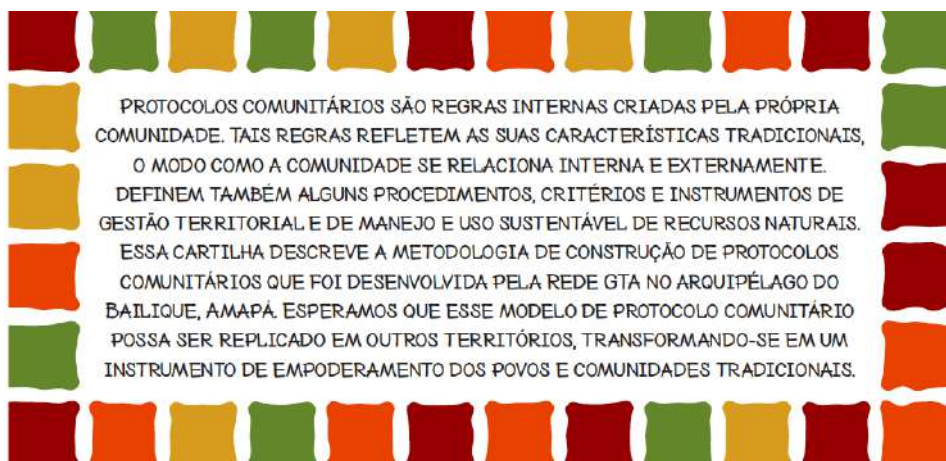 PROTOCOLOS COMUNITÁRIOS SÃO REGRAS INTERNAS CRIADAS PELA PRÓPRIA
COMUNIDADE. TAIS REGRAS REFLETEM AS SUAS CARACTERÍSTICAS TRADICIONAIS,
O MODO COMO A COMUNIDADE SE RELACIONA INTERNA E EXTERNAMENTE.
DEFINEM TAMBÉM ALGUNS PROCEDIMENTOS, CRITÉRIOS E INSTRUMENTOS DE
GESTÃO TERRITORIAL E DE MANEJO E USO SUSTENTÁVEL DE RECURSOS NATURAIS.
ESSA CARTILHA DESCREVE A METODOLOGIA DE CONSTRUÇÃO DE PROTOCOLOS
COMUNITÁRIOS QUE FOI DESENVOLVIDA PELA REDE GTA NO ARQUIPÉLAGO DO
BAILIQUE, AMAPÁ. ESPERAMOS QUE ESSE MODELO DE PROTOCOLO COMUNITÁRIO
POSSA SER REPLICADO EM OUTROS TERRITÓRIOS, TRANSFORMANDO-SE EM UM
INSTRUMENTO DE EMPODERAMENTO DOS POVOS E COMUNIDADES TRADICIONAIS.